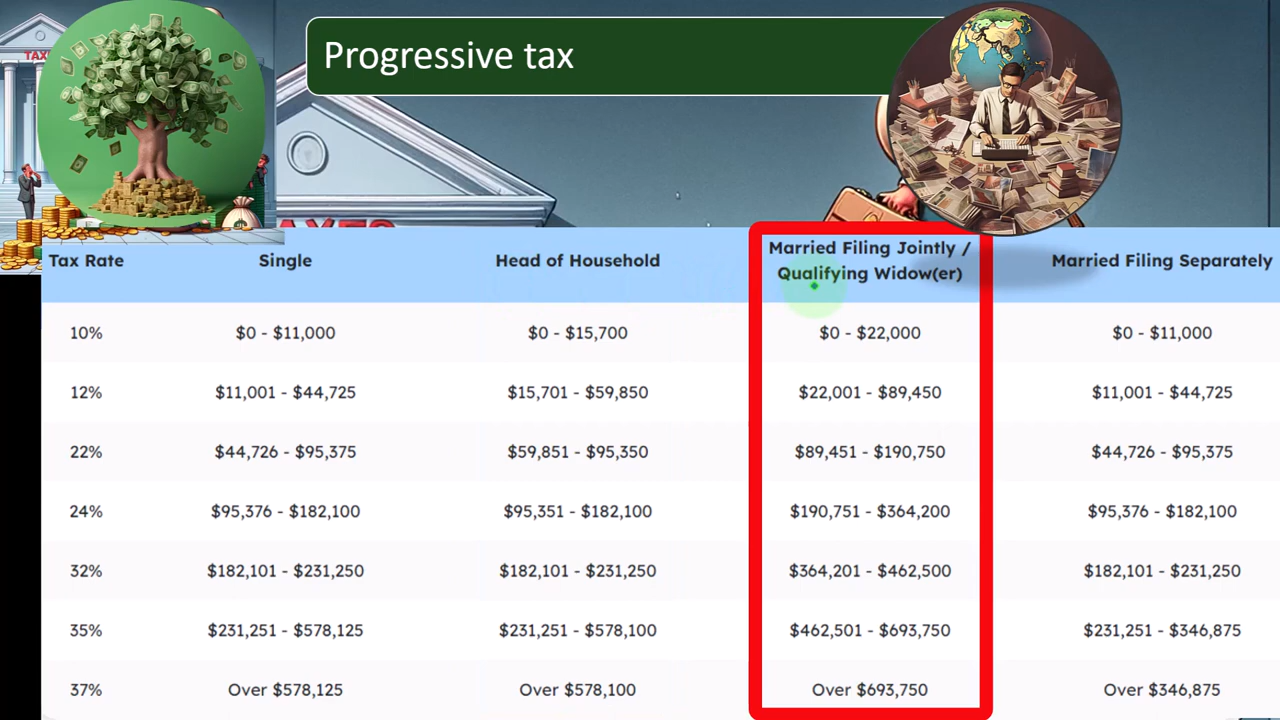 Progressive tax
TAX
TAXES
Tax Rate Single Head of Household Married Filing Jointly / Qualifying Widow(er) Married Filing Separately
10% $0 - $11,000 $0 - $15,700 $0 - $22,000 $0 - $11,000
12% $11,001 - $44,725 $15,701 - $59,850 $22,001 - $89,450 $11,001 - $44,725
22% $44,726 - $95,375 $59,851 - $95,350 $89,451 - $190,750 $44,726 - $95,375
24% $95,376 - $182,100 $95,351 - $182,100 $190,751 - $364,200 $95,376 - $182,100
32% $182,101 - $231,250 $182,101 - $231,250 $364,201 - $462,500 $182,101 - $231,250
35% $231,251 - $578,125 $231,251 - $578,100 $462,501 - $693,750 $231,251 - $346,875
37% Over $578,125 Over $578,100 Over $693,750 Over $346,875